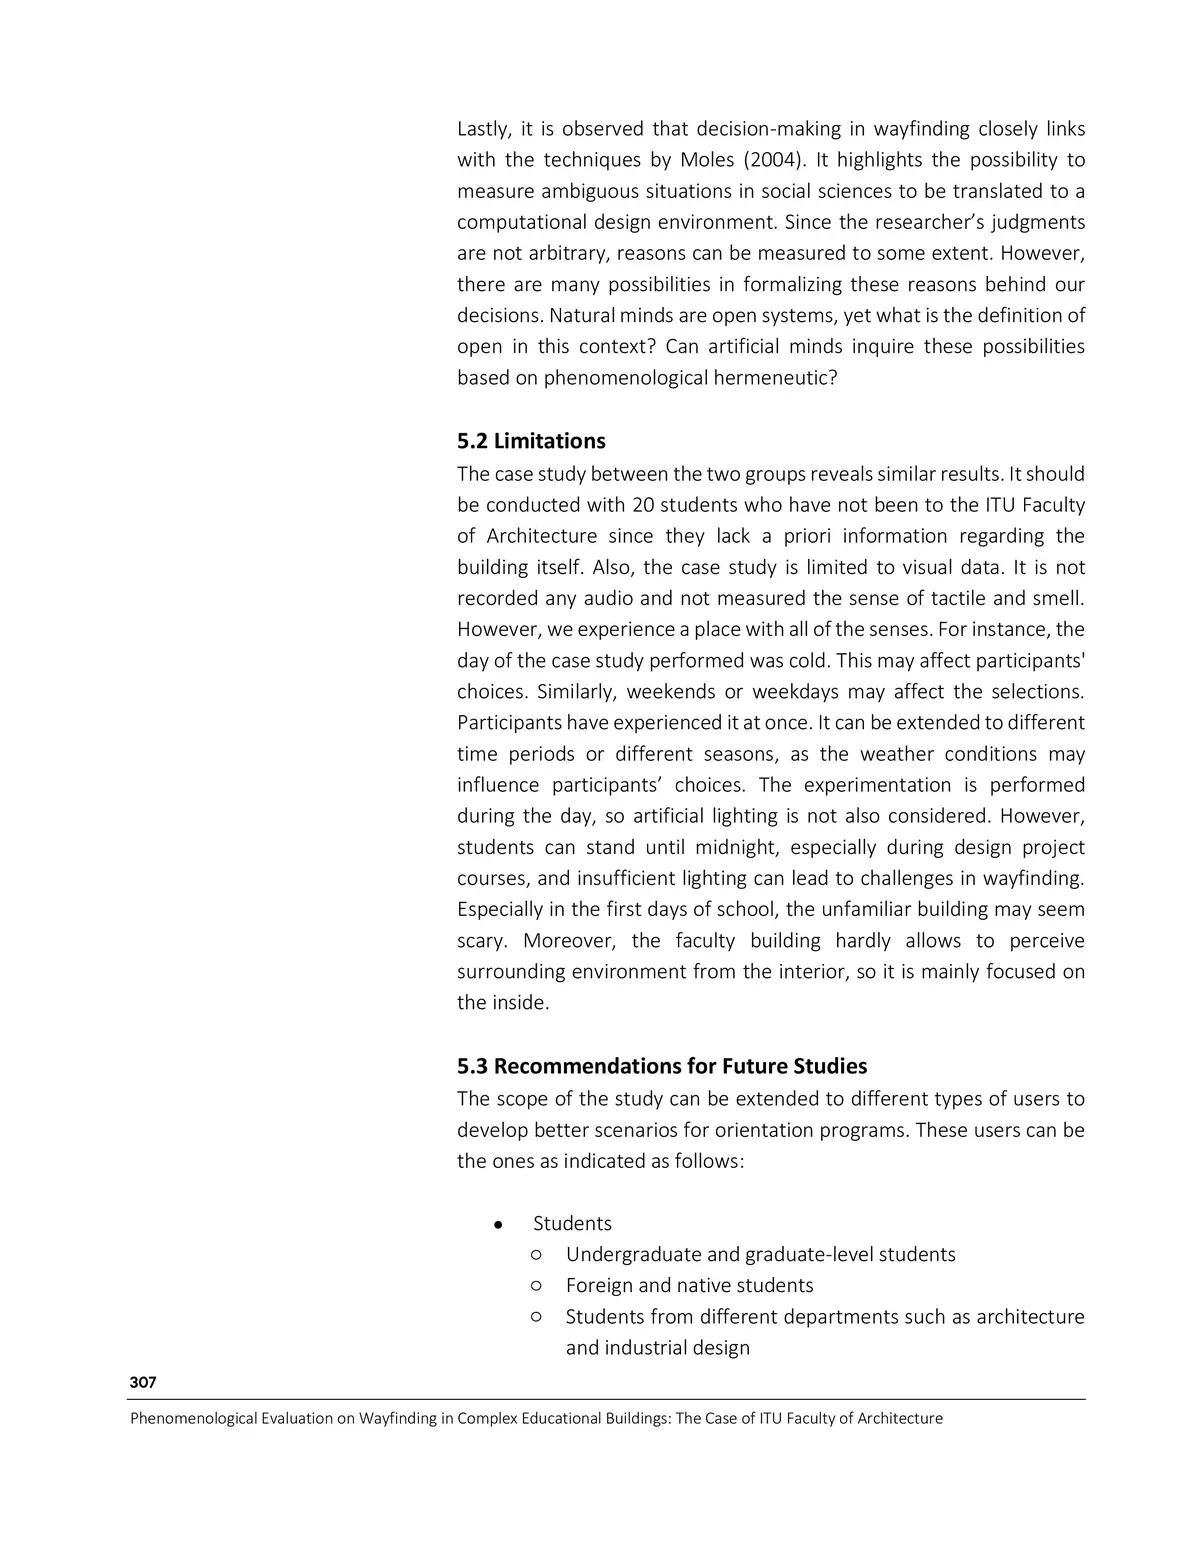 Lastly, it is observed that decision-making in wayfinding closely links
with the techniques by Moles (2004). It highlights the possibility to
measure ambiguous situations in social sciences to be translated to a
computational design environment. Since the researcher’s judgments
are not arbitrary, reasons can be measured to some extent. However,
there are many possibilities in formalizing these reasons behind our
decisions. Natural minds are open systems, yet what is the definition of
open in this context? Can artificial minds inquire these possibilities
based on phenomenological hermeneutic?
5.2 Limitations
The case study between the two groups reveals similar results. It should
be conducted with 20 students who have not been to the ITU Faculty
of Architecture since they lack a priori information regarding the
building itself. Also, the case study is limited to visual data. It is not
recorded any audio and not measured the sense of tactile and smell.
However, we experience a place with all of the senses. For instance, the
day of the case study performed was cold. This may affect participants'
choices. Similarly, weekends or weekdays may affect the selections.
Participants have experienced it at once. It can be extended to different
time periods or different seasons, as the weather conditions may
influence participants’ choices. The experimentation is performed
during the day, so artificial lighting is not also considered. However,
students can stand until midnight, especially during design project
courses, and insufficient lighting can lead to challenges in wayfinding.
Especially in the first days of school, the unfamiliar building may seem
scary. Moreover, the faculty building hardly allows to perceive
surrounding environment from the interior, so it is mainly focused on
the inside.
5.3 Recommendations for Future Studies
The scope of the study can be extended to different types of users to
develop better scenarios for orientation programs. These users can be
the ones as indicated as follows:
● Students
○ Undergraduate and graduate-level students
○ Foreign and native students
○ Students from different departments such as architecture
and industrial design
307
Phenomenological Evaluation on Wayfinding in Complex Educational Buildings: The Case of ITU Faculty of Architecture